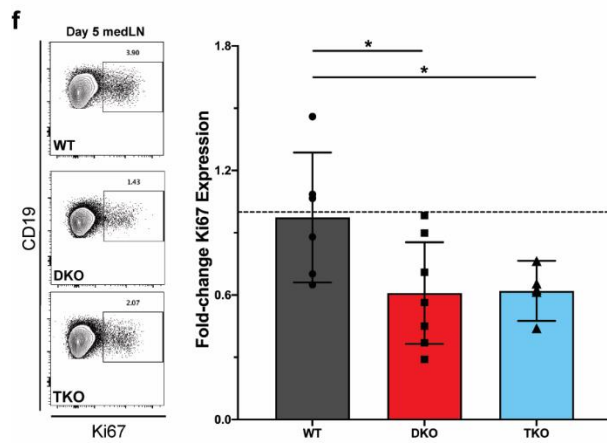 f
Day 5 medLN
3.90
WT
1.43
DKO
2.07
TKO
CD19
Ki67
Fold-change Ki67 Expression
1.8
1.2
0.6
0.0
*
*
WT DKO TKO